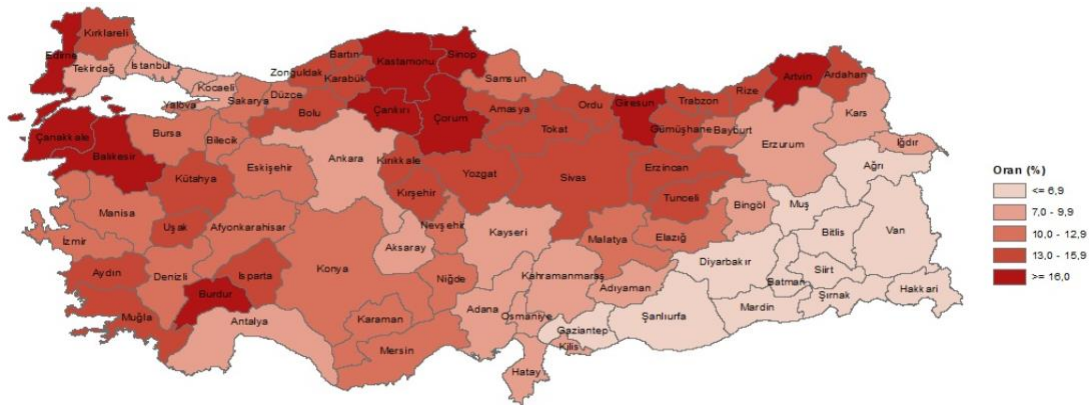 Kırklareli
Edirne
Tekirdağ
İstanbul
Kocaeli
Yalova
Sakarya
Düzce
Zonguldak
Bartın
Karabük
Kastamonu
Sinop
Samsun
Bolu
Çankırı
Çorum
Amasya
Ordu
Giresun
Trabzon
Rize
Artvin
Ardahan
Tokat
Gümüşhane
Bayburt
Kars
Iğdır
Erzurum
Ağrı
Çanakkale
Balıkesir
Bursa
Bilecik
Eskişehir
Ankara
Kırıkkale
Yozgat
Sivas
Erzincan
Kütahya
Kırşehir
Tunceli
Bingöl
Muş
Manisa
Uşak
Afyonkarahisar
Nevşehir
Kayseri
Malatya
Elazığ
Bitlis
Van
İzmir
Aksaray
Diyarbakır
Siirt
Batman
Aydın
Denizli
Isparta
Konya
Niğde
Kahramanmaraş
Adıyaman
Mardin
Şırnak
Hakkari
Burdur
Muğla
Antalya
Karaman
Mersin
Adana
Osmaniye
Gaziantep
Şanlıurfa
Kilis
Hatay
Oran (%)
<= 6,9
7,0 - 9,9
10,0 - 12,9
13,0 - 15,9
>= 16,0